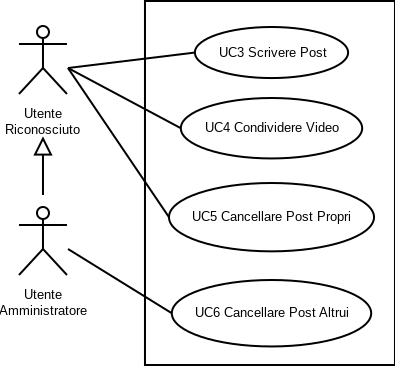 UC3 Scrivere Post
Utente
Riconosciuto
UC4 Condividere Video
UC5 Cancellare Post Propri
Utente
Amministratore
UC6 Cancellare Post Altrui